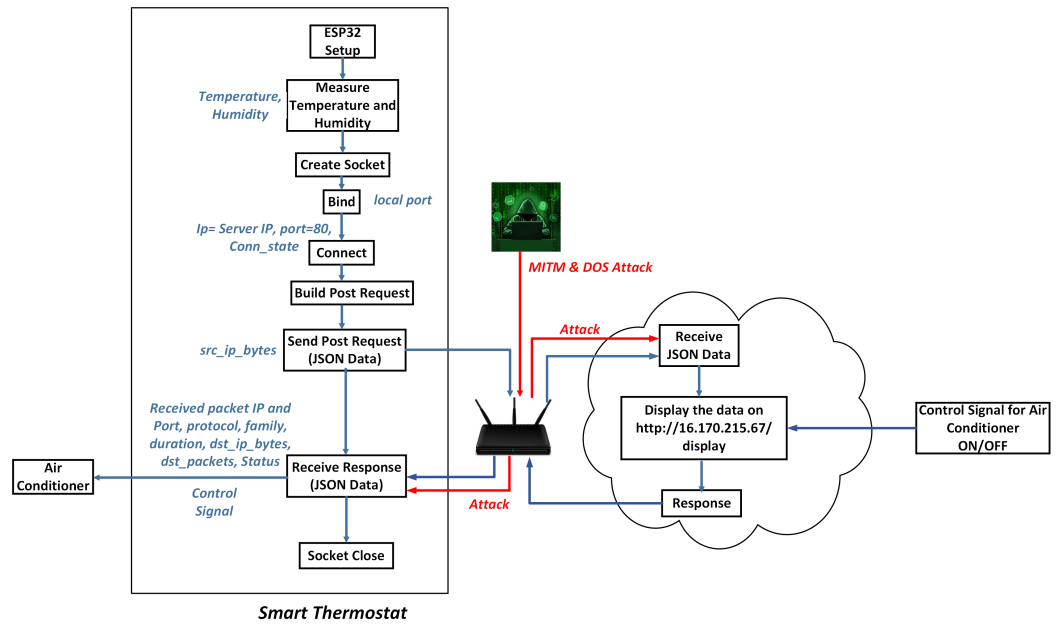 ESP32
Setup
Temperature,
Humidity
Measure
Temperature and
Humidity
Create Socket
Bind
local port
Ip= Server IP, port=80,
Conn_state
Connect
Build Post Request
src_ip_bytes
Send Post Request
(JSON Data)
Received packet IP and
Port, protocol, family,
duration, dst_ip_bytes,
dst_packets, Status
Air
Conditioner
Control
Signal
Receive Response
(JSON Data)
Socket Close
Smart Thermostat
MITM & DOS Attack
Attack
Attack
Receive
JSON Data
Display the data on
http://16.170.215.67/
display
Response
Control Signal for Air
Conditioner
ON/OFF